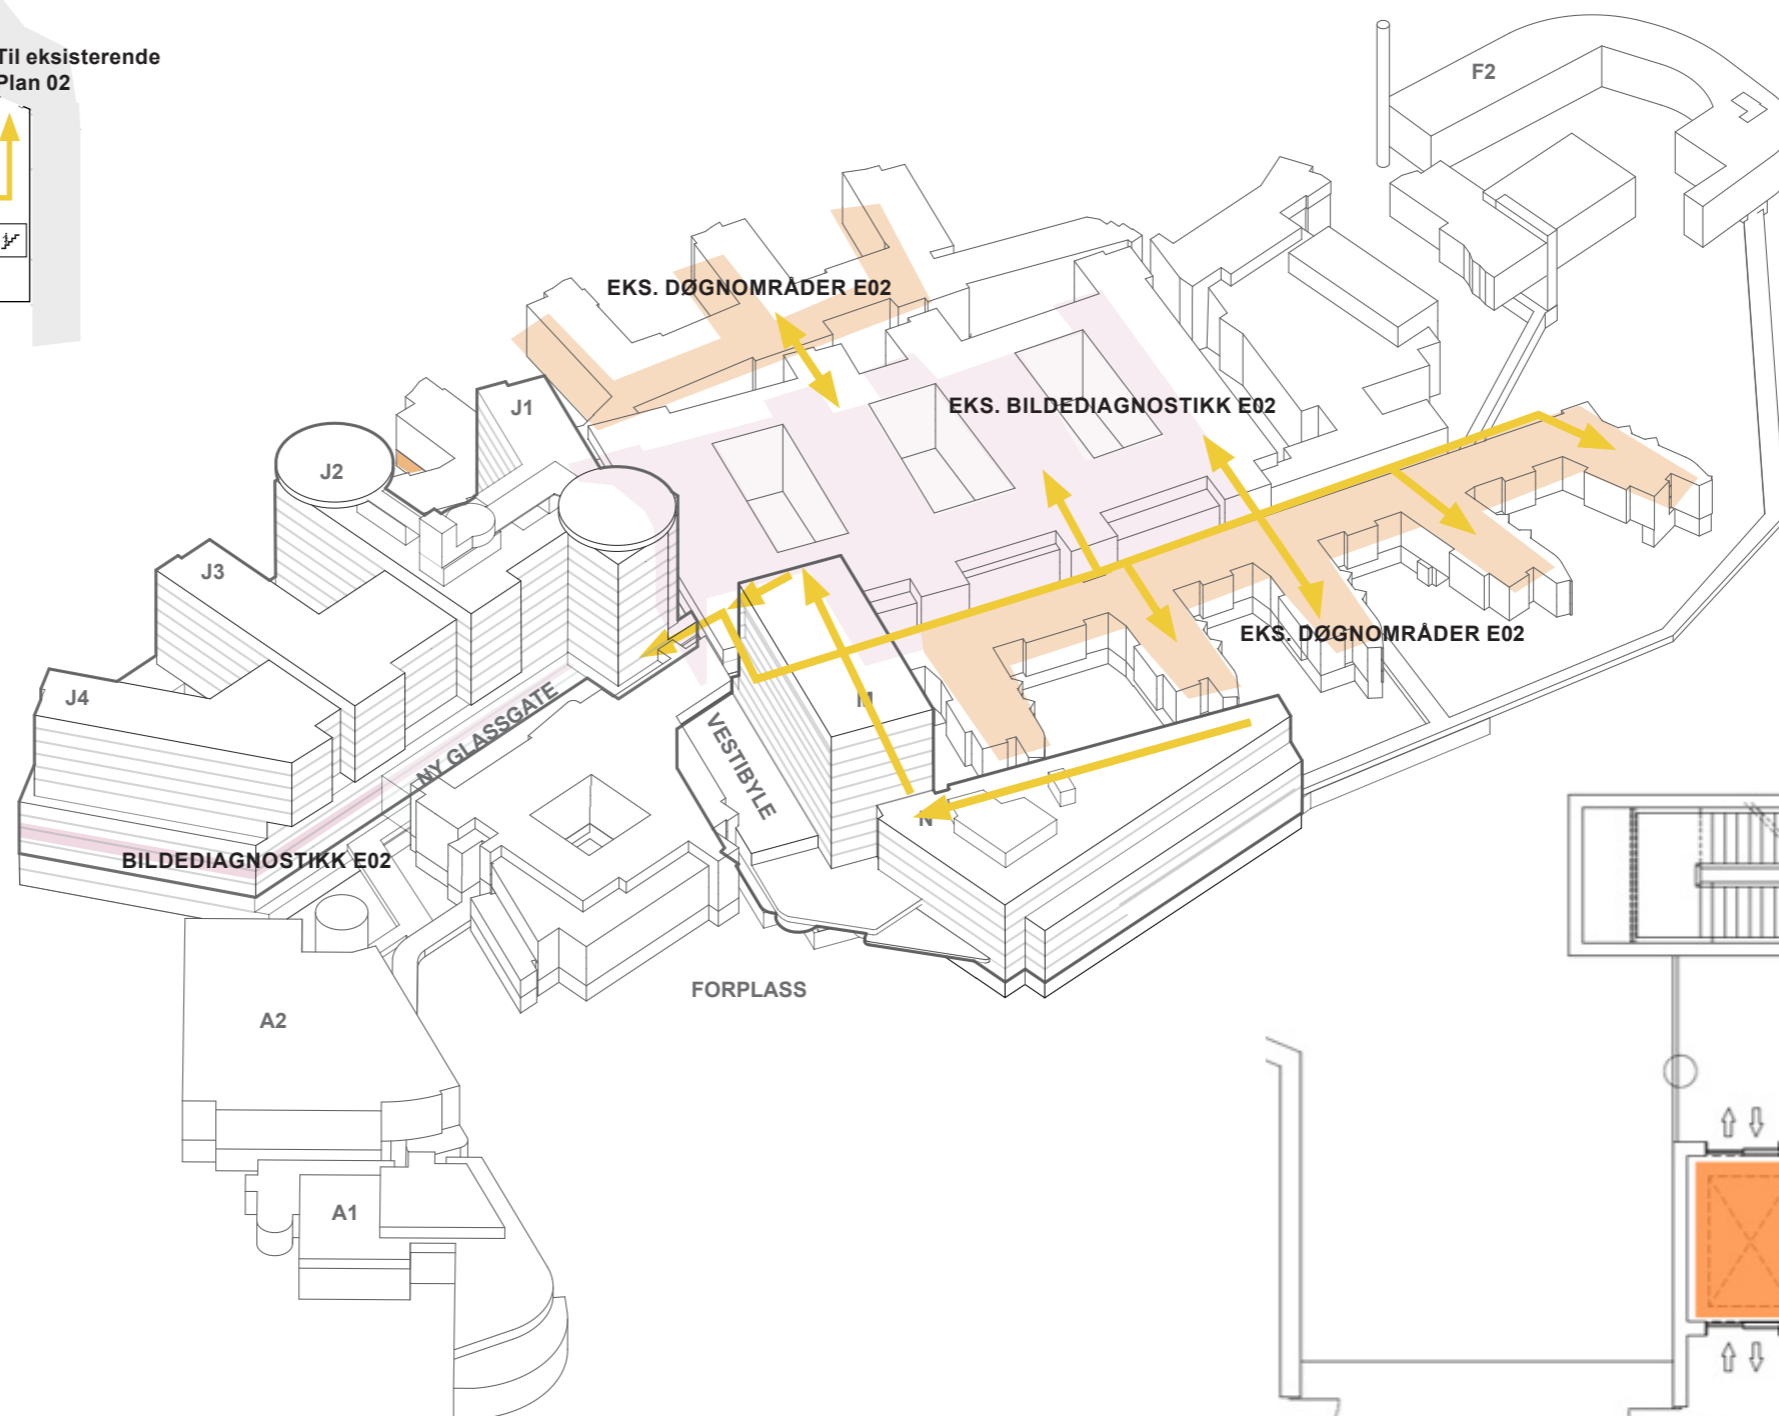 Til eksisterende
Plan 02
F2
EKS. DØGNOMRÅDER E02
J1
EKS. BILDEDIAGNOSTIKK E02
J2
J3
EKS. DØGNOMRÅDER E02
J4
M
NY GLASSGATE
VESTIBYLE
N
BILDEDIAGNOSTIKK E02
FORPLASS
A2
A1